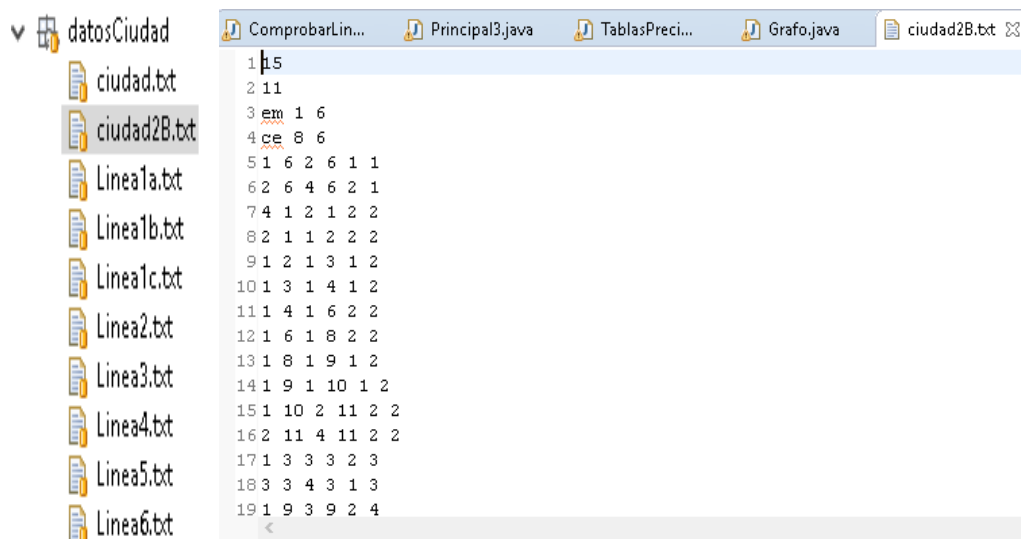 datosCiudad
ciudad.txt
ciudad2B.txt
Linea1a.txt
Linea1b.txt
Linea1c.txt
Linea2.txt
Linea3.txt
Linea4.txt
Linea5.txt
Linea6.txt
ComprobarLin... Principal3.java TablasPreci... Grafo.java ciudad2B.txt
1 15
2 11
3 em 1 6
4 ce 8 6
5 1 6 2 6 1 1
6 2 6 4 6 2 1
7 4 1 2 1 2 2
8 2 1 1 2 2 2
9 1 2 1 3 1 2
10 1 3 1 4 1 2
11 1 4 1 6 2 2
12 1 6 1 8 2 2
13 1 8 1 9 1 2
14 1 9 1 10 1 2
15 1 10 2 11 2 2
16 2 11 4 11 2 2
17 1 3 3 3 2 3
18 3 3 4 3 1 3
19 1 9 3 9 2 4